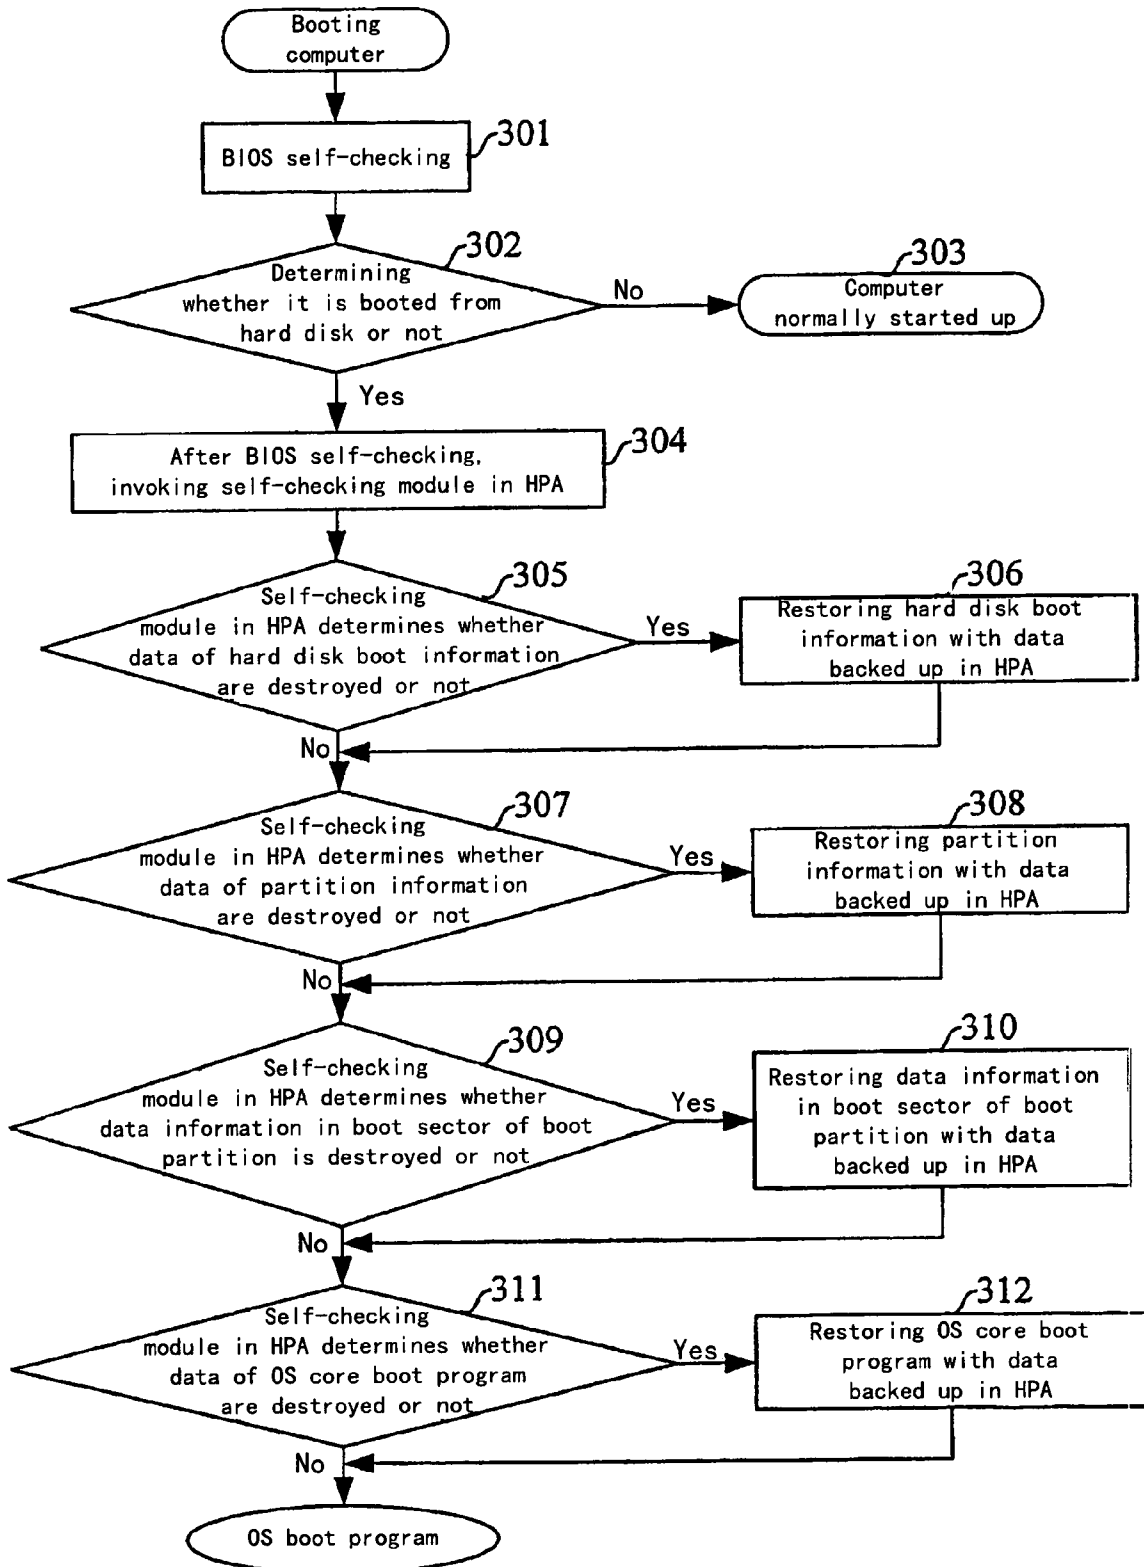 Booting
computer
301
BIOS self-checking
302
Determining
whether it is booted from
hard disk or not
No
303
Computer
normally started up
Yes
304
After BIOS self-checking,
invoking self-checking module in HPA
305
Self-checking
module in HPA determines whether
data of hard disk boot information
are destroyed or not
Yes
306
Restoring hard disk boot
information with data
backed up in HPA
No
307
Self-checking
module in HPA determines whether
data of partition information
are destroyed or not
Yes
308
Restoring partition
information with data
backed up in HPA
No
309
Self-checking
module in HPA determines whether
data information in boot sector of boot
partition is destroyed or not
Yes
310
Restoring data information
in boot sector of boot
partition with data
backed up in HPA
No
311
Self-checking
module in HPA determines whether
data of OS core boot program
are destroyed or not
Yes
312
Restoring OS core boot
program with data
backed up in HPA
No
OS boot program